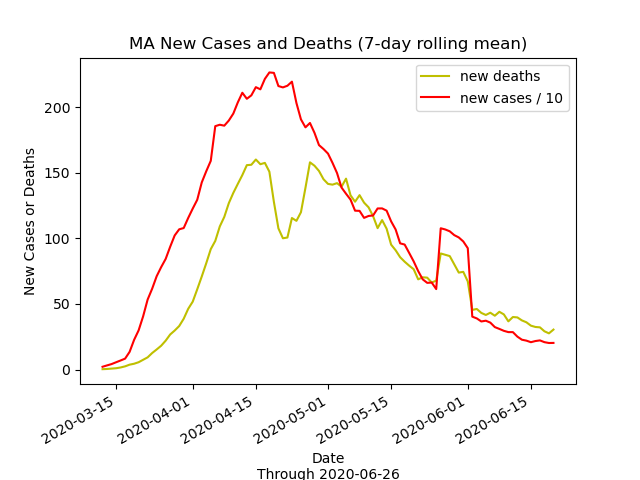 MA New Cases and Deaths (7-day rolling mean)
new deaths
new cases / 10
New Cases or Deaths
200
150
100
50
0
2020-03-15
2020-04-01
2020-04-15
2020-05-01
2020-05-15
2020-06-01
2020-06-15
Date
Through 2020-06-26